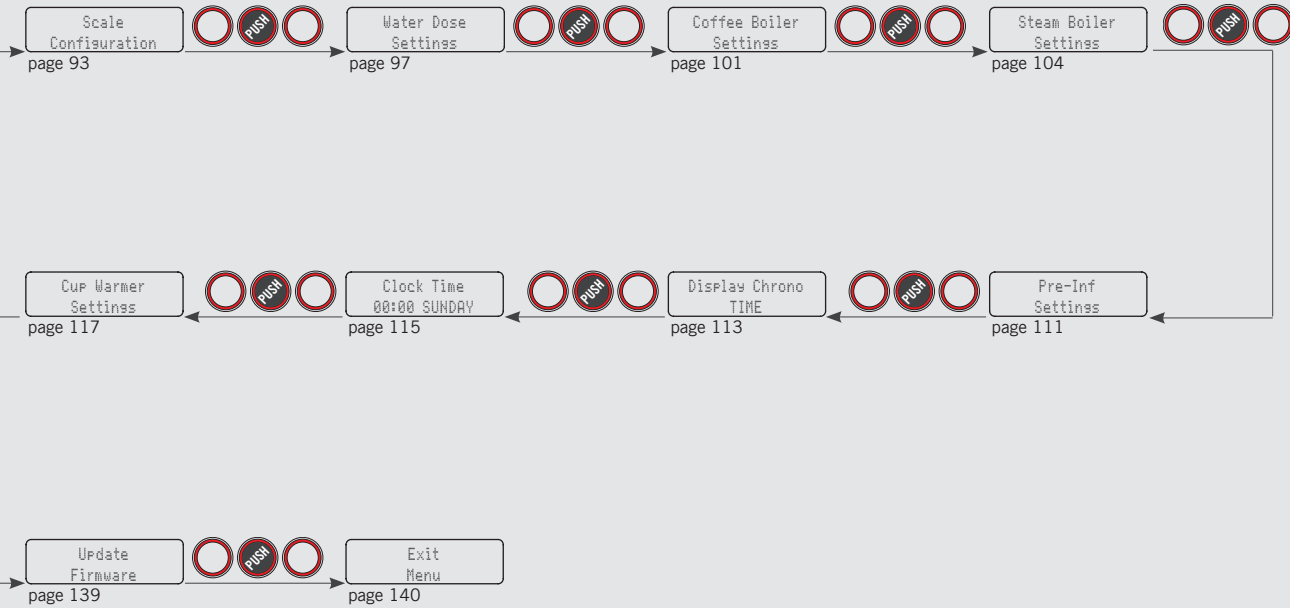 Scale
Configuration
page 93
PUSH
Water Dose
Settings
page 97
PUSH
Coffee Boiler
Settings
page 101
PUSH
Steam Boiler
Settings
page 104
PUSH
Cup Warmer
Settings
page 117
PUSH
Clock Time
00:00 SUNDAY
page 115
PUSH
Display Chrono
TIME
page 113
PUSH
Pre-Inf
Settings
page 111
Update
Firmware
page 139
PUSH
Exit
Menu
page 140